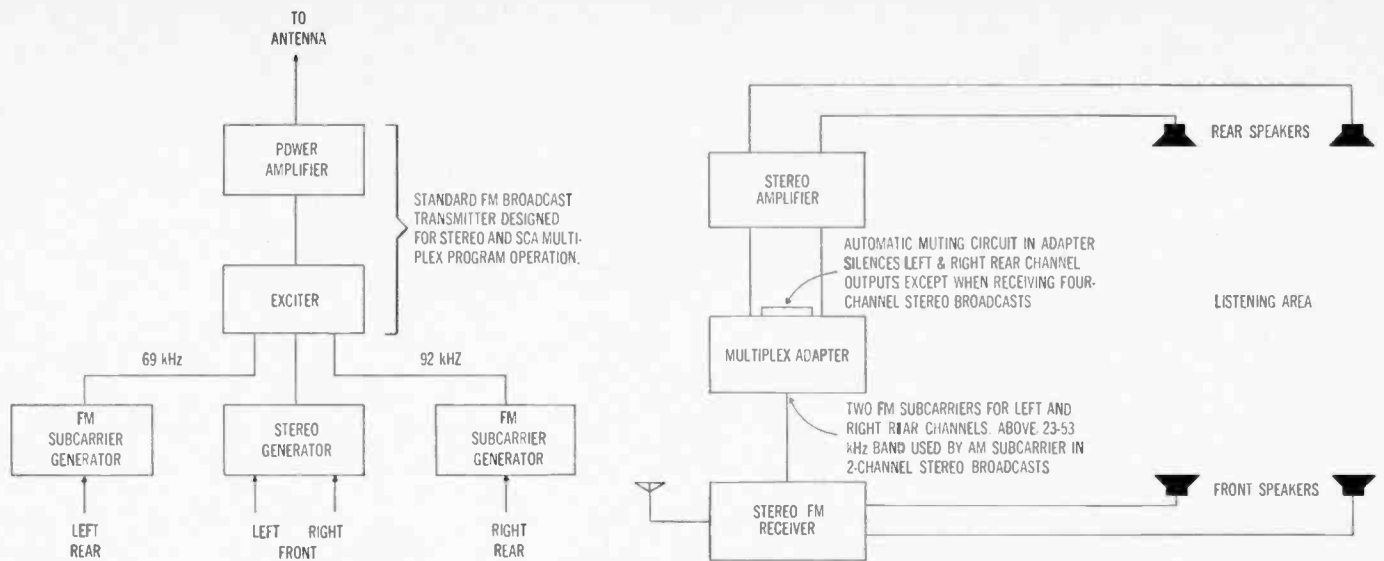 TO
ANTENNA
POWER
AMPLIFIER
STANDARD FM BROADCAST
TRANSMITTER DESIGNED
FOR STEREO AND SCA MULTI-
PLEX PROGRAM OPERATION.
EXCITER
69 kHz
92 kHZ
FM
SUBCARRIER
GENERATOR
STEREO
GENERATOR
FM
SUBCARRIER
GENERATOR
LEFT
REAR
LEFT RIGHT
FRONT
RIGHT
REAR
REAR SPEAKERS
STEREO
AMPLIFIER
AUTOMATIC MUTING CIRCUIT IN ADAPTER
SILENCES LEFT & RIGHT REAR CHANNEL
OUTPUTS EXCEPT WHEN RECEIVING FOUR-
CHANNEL STEREO BROADCASTS
LISTENING AREA
MULTIPLEX ADAPTER
TWO FM SUBCARRIERS FOR LEFT AND
RIGHT REAR CHANNELS. ABOVE 23-53
kHz BAND USED BY AM SUBCARRIER IN
2-CHANNEL STEREO BROADCASTS
FRONT SPEAKERS
STEREO FM
RECEIVER